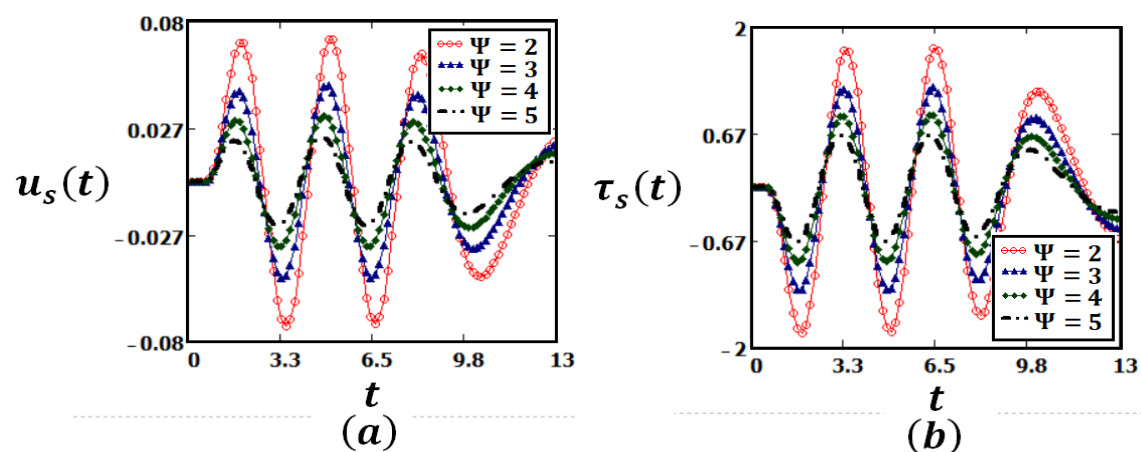 0.08
0.027
-0.027
-0.08
u_s(t)
Ψ = 2
Ψ = 3
Ψ = 4
Ψ = 5
0 3.3 6.5 9.8 13
t
(a)
2
0.67
-0.67
-2
τ_s(t)
Ψ = 2
Ψ = 3
Ψ = 4
Ψ = 5
0 3.3 6.5 9.8 13
t
(b)